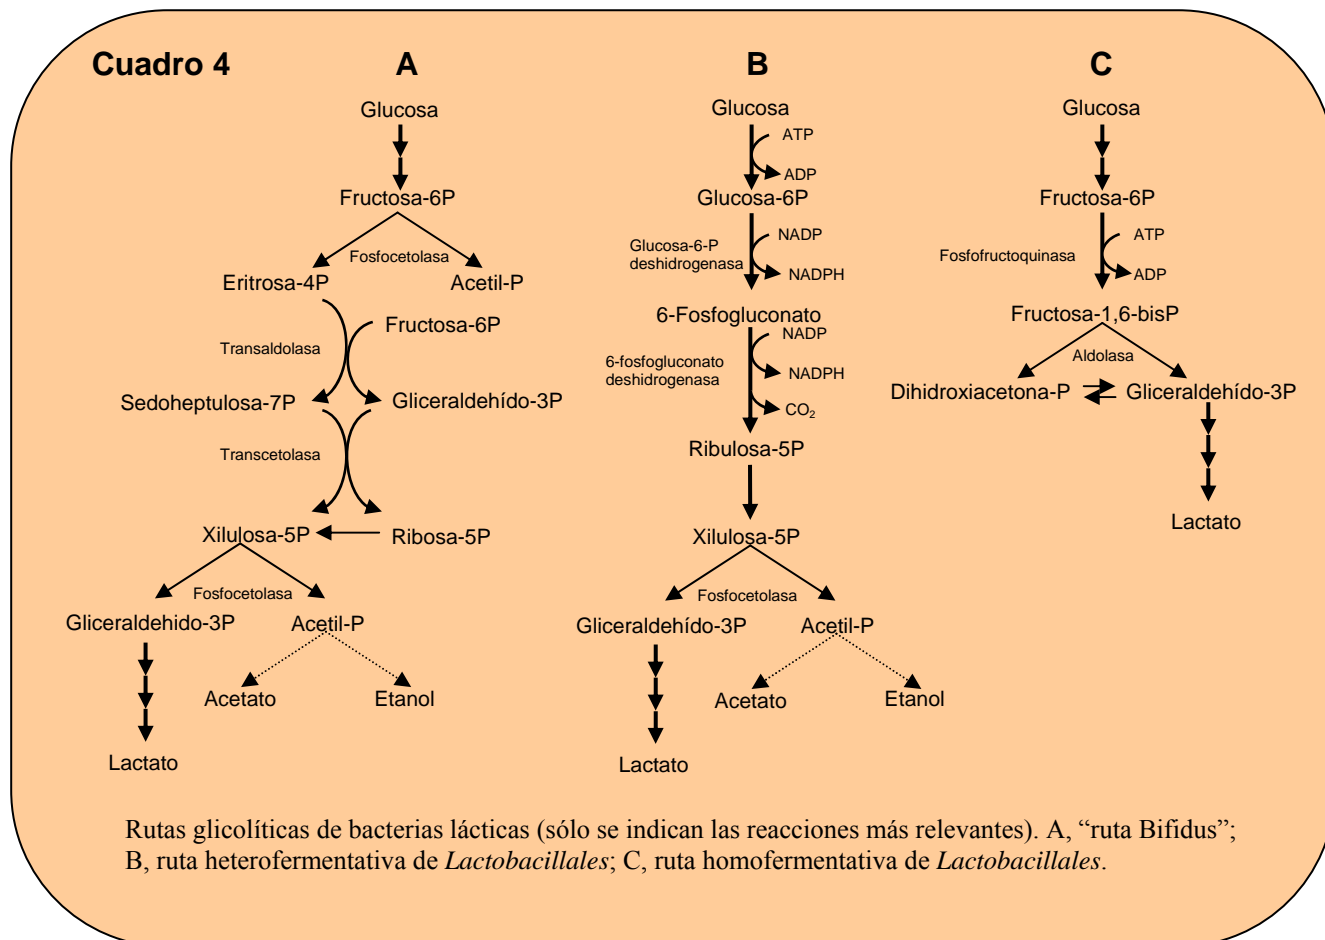 Cuadro 4
A
Glucosa
Fructosa-6P
Fosfocetolasa
Eritrosa-4P
Acetil-P
Fructosa-6P
Transaldolasa
Sedoheptulosa-7P
Gliceraldehído-3P
Transcetolasa
Xilulosa-5P
Ribosa-5P
Fosfocetolasa
Gliceraldehido-3P
Acetil-P
Acetato
Etanol
Lactato
B
Glucosa
ATP
ADP
Glucosa-6P
Glucosa-6-P
deshidrogenasa
NADP
NADPH
6-Fosfogluconato
6-fosfogluconato
deshidrogenasa
NADP
NADPH
CO₂
Ribulosa-5P
Xilulosa-5P
Fosfocetolasa
Gliceraldehído-3P
Acetil-P
Acetato
Etanol
Lactato
C
Glucosa
Fructosa-6P
Fosfofructoquinasa
ATP
ADP
Fructosa-1,6-bisP
Aldolasa
Dihidroxiacetona-P
Gliceraldehído-3P
Lactato
Rutas glicolíticas de bacterias lácticas (sólo se indican las reacciones más relevantes). A, “ruta Bifidus”;
B, ruta heterofermentativa de Lactobacillales; C, ruta homofermentativa de Lactobacillales.